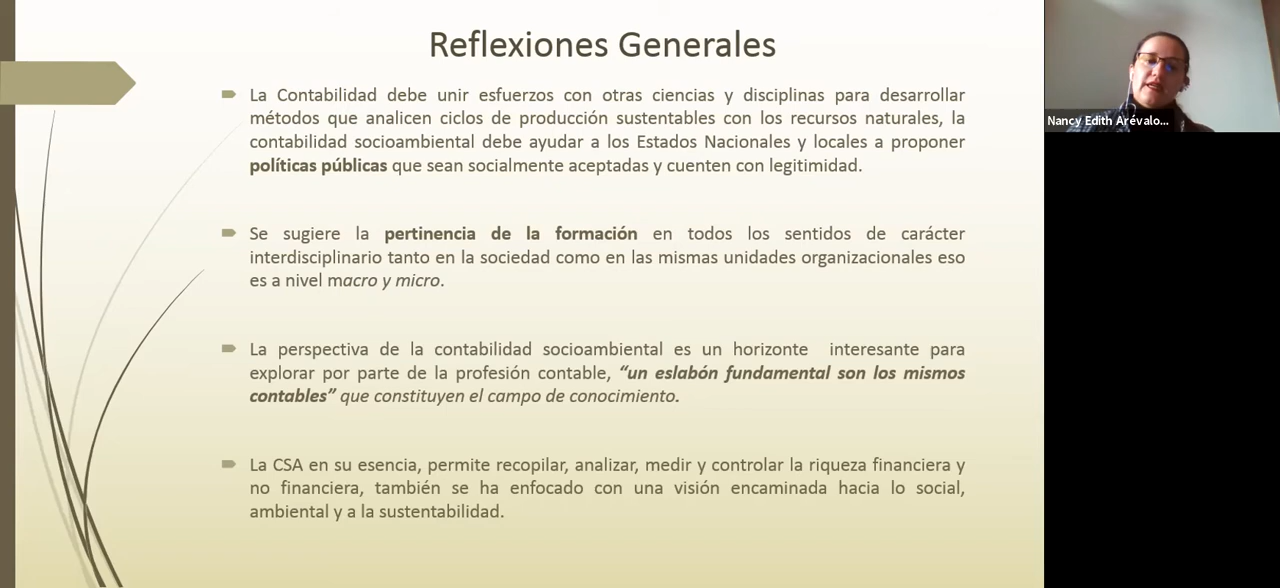 Reflexiones Generales
La Contabilidad debe unir esfuerzos con otras ciencias y disciplinas para desarrollar
métodos que analicen ciclos de producción sustentables con los recursos naturales, la
contabilidad socioambiental debe ayudar a los Estados Nacionales y locales a proponer
políticas públicas que sean socialmente aceptadas y cuenten con legitimidad.
Se sugiere la pertinencia de la formación en todos los sentidos de carácter
interdisciplinario tanto en la sociedad como en las mismas unidades organizacionales eso
es a nivel macro y micro.
La perspectiva de la contabilidad socioambiental es un horizonte interesante para
explorar por parte de la profesión contable, “un eslabón fundamental son los mismos
contables” que constituyen el campo de conocimiento.
La CSA en su esencia, permite recopilar, analizar, medir y controlar la riqueza financiera y
no financiera, también se ha enfocado con una visión encaminada hacia lo social,
ambiental y a la sustentabilidad.
Nancy Edith Arévalo...